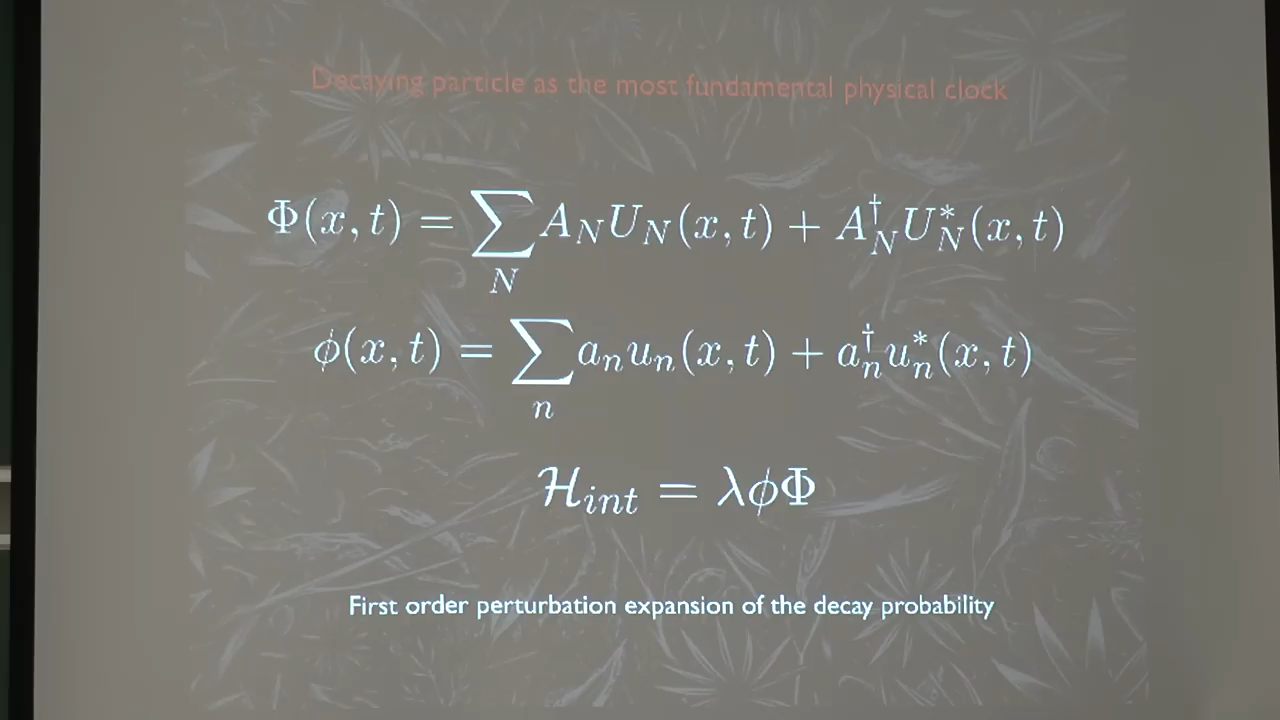 Decaying particle as the most fundamental physical clock
Φ(x, t) = ∑_N A_N U_N(x, t) + A_N^† U_N^*(x, t)
ϕ(x, t) = ∑_n a_n u_n(x, t) + a_n^† u_n^*(x, t)
ℋ_int = λϕΦ
First order perturbation expansion of the decay probability